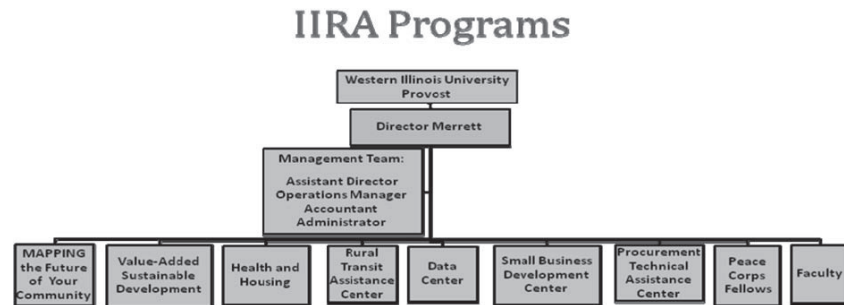 IIRA Programs
Western Illinois University
Provost
Director Merrett
Management Team:
Assistant Director
Operations Manager
Accountant
Administrator
MAPPING
the Future
of Your
Community
Value-Added
Sustainable
Development
Health and
Housing
Rural
Transit
Assistance
Center
Data
Center
Small Business
Development
Center
Procurement
Technical
Assistance
Center
Peace
Corps
Fellows
Faculty